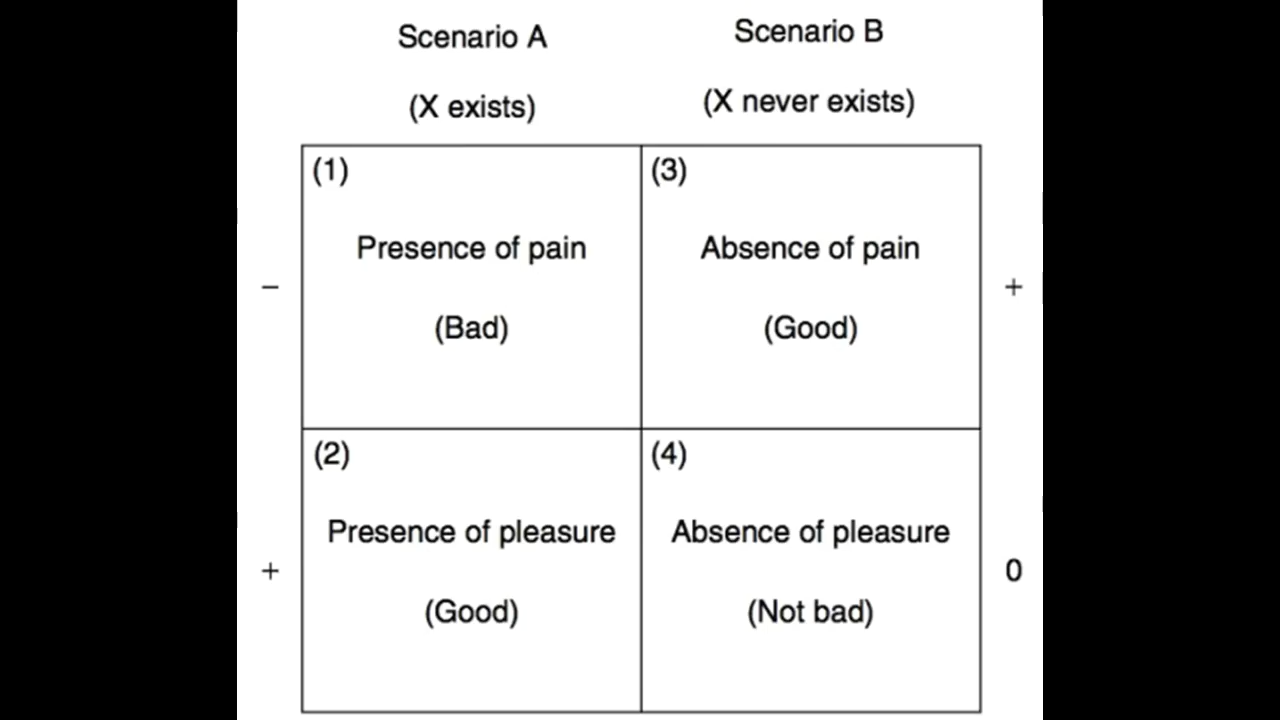 Scenario A
Scenario B
(X exists)
(X never exists)
(1)
(3)
Presence of pain
Absence of pain
–
+
(Bad)
(Good)
(2)
(4)
Presence of pleasure
Absence of pleasure
+
0
(Good)
(Not bad)